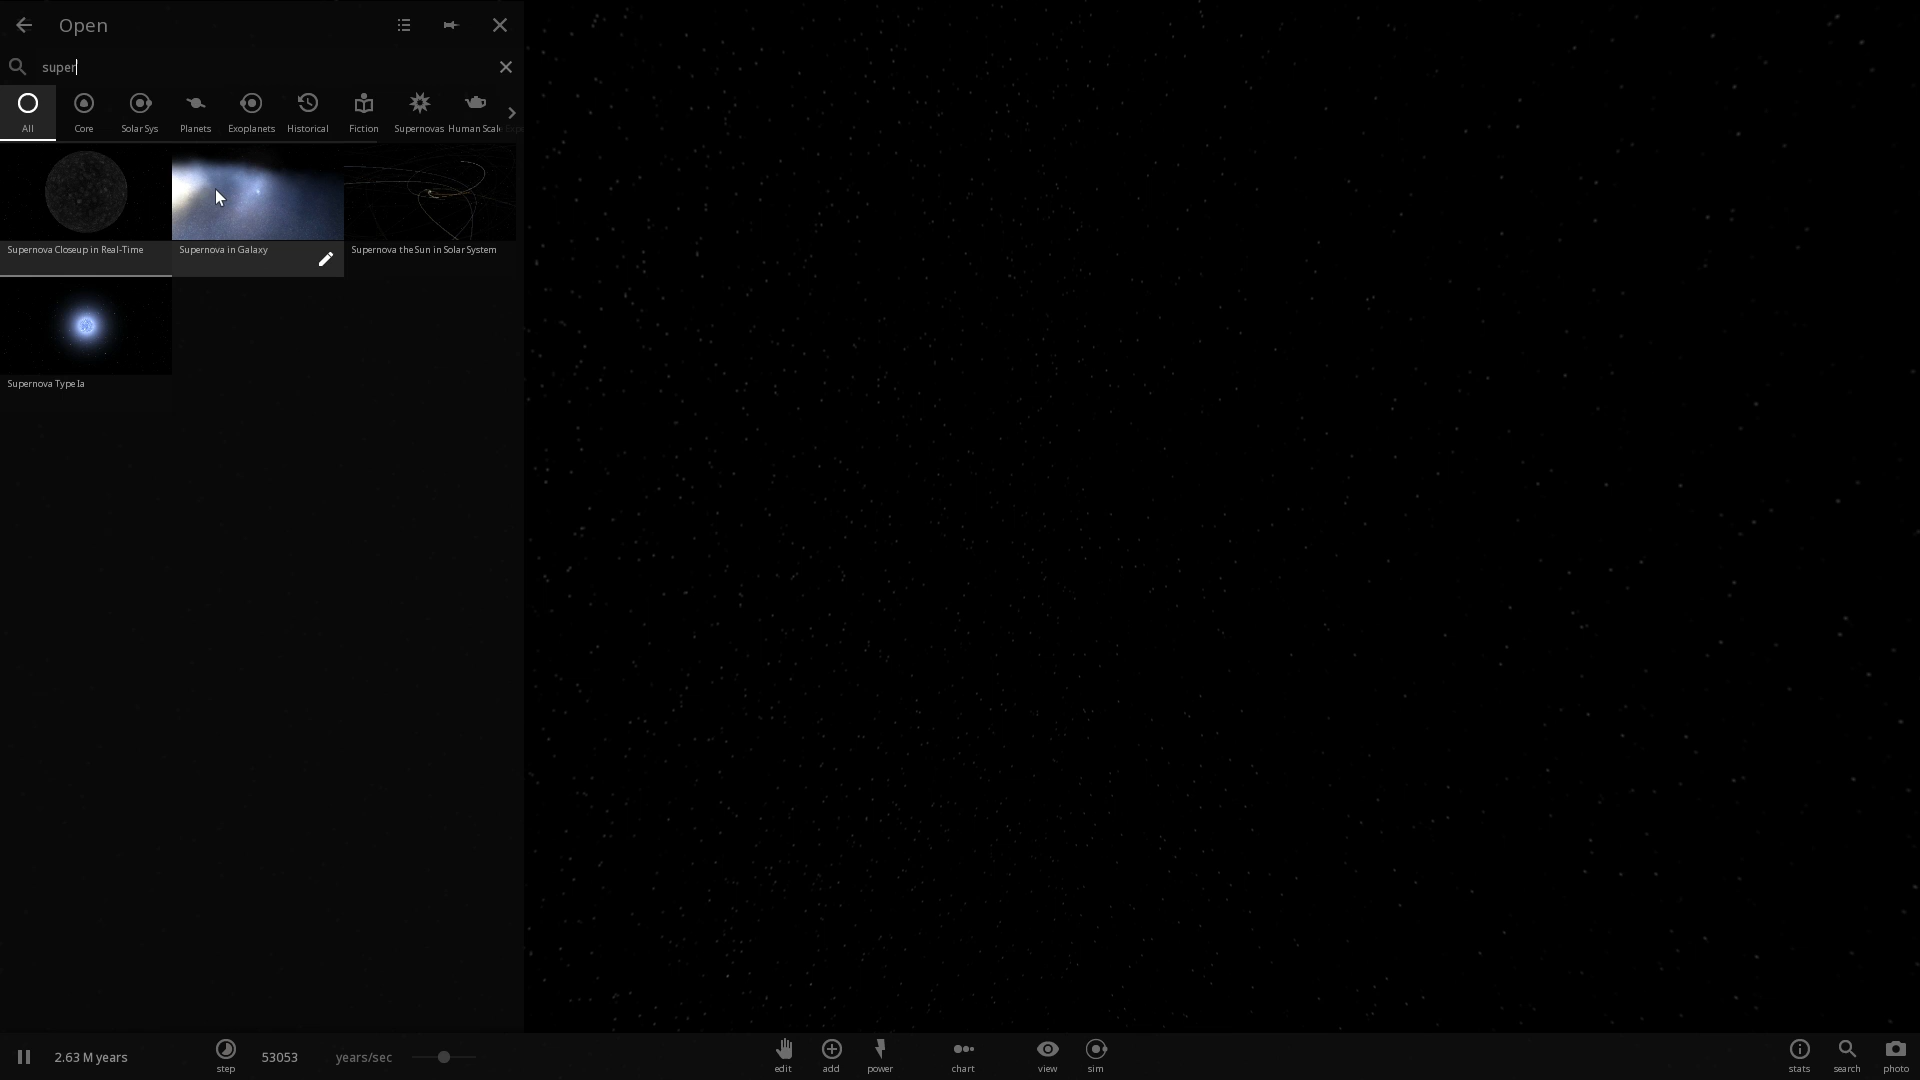 Open
super
All
Core
Solar Sys
Planets
Exoplanets
Historical
Fiction
Supernovas
Human Scale
Supernova Closeup in Real-Time
Supernova in Galaxy
Supernova the Sun in Solar System
Supernova Type Ia
2.63 M years
step
53053
years/sec
edit
add
power
chart
view
sim
stats
search
photo